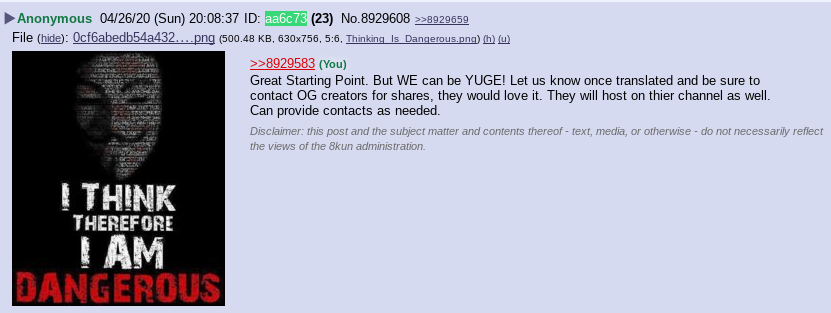 ▶Anonymous 04/26/20 (Sun) 20:08:37 ID: aa6c73 (23) No.8929608 >>8929659
File (hide): 0cf6abedb54a432….png (500.48 KB, 630x756, 5:6, Thinking_Is_Dangerous.png) (h) (u)
>>8929583 (You)
Great Starting Point. But WE can be YUGE! Let us know once translated and be sure to
contact OG creators for shares, they would love it. They will host on thier channel as well.
Can provide contacts as needed.
Disclaimer: this post and the subject matter and contents thereof - text, media, or otherwise - do not necessarily reflect
the views of the 8kun administration.
I THINK
THEREFORE
I AM
DANGEROUS